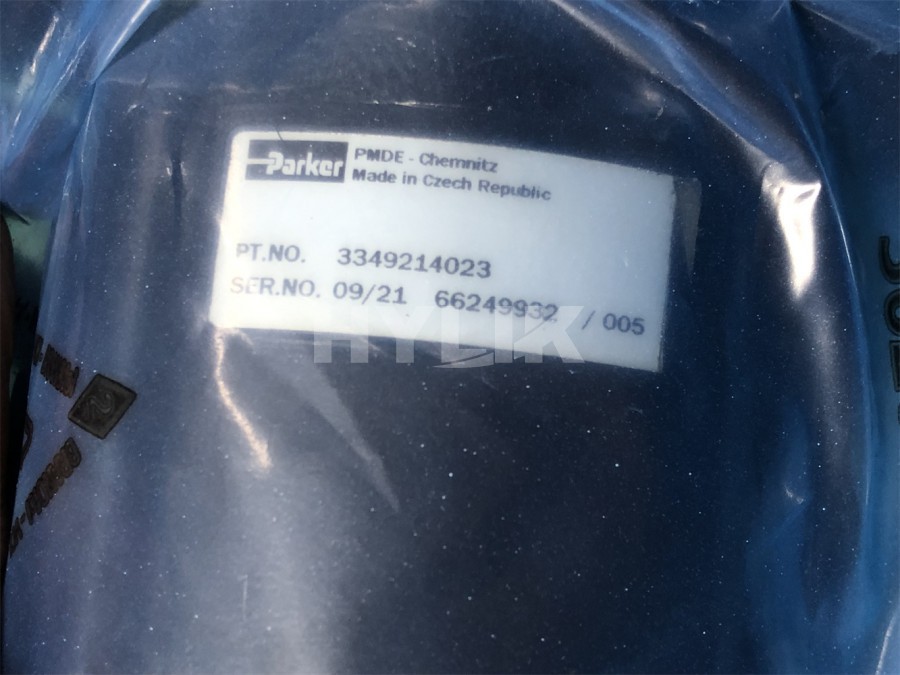 Parker
PMDE - Chemnitz
Made in Czech Republic
PT.NO. 3349214023
SER.NO. 09/21 66249932 / 005
HYLIK